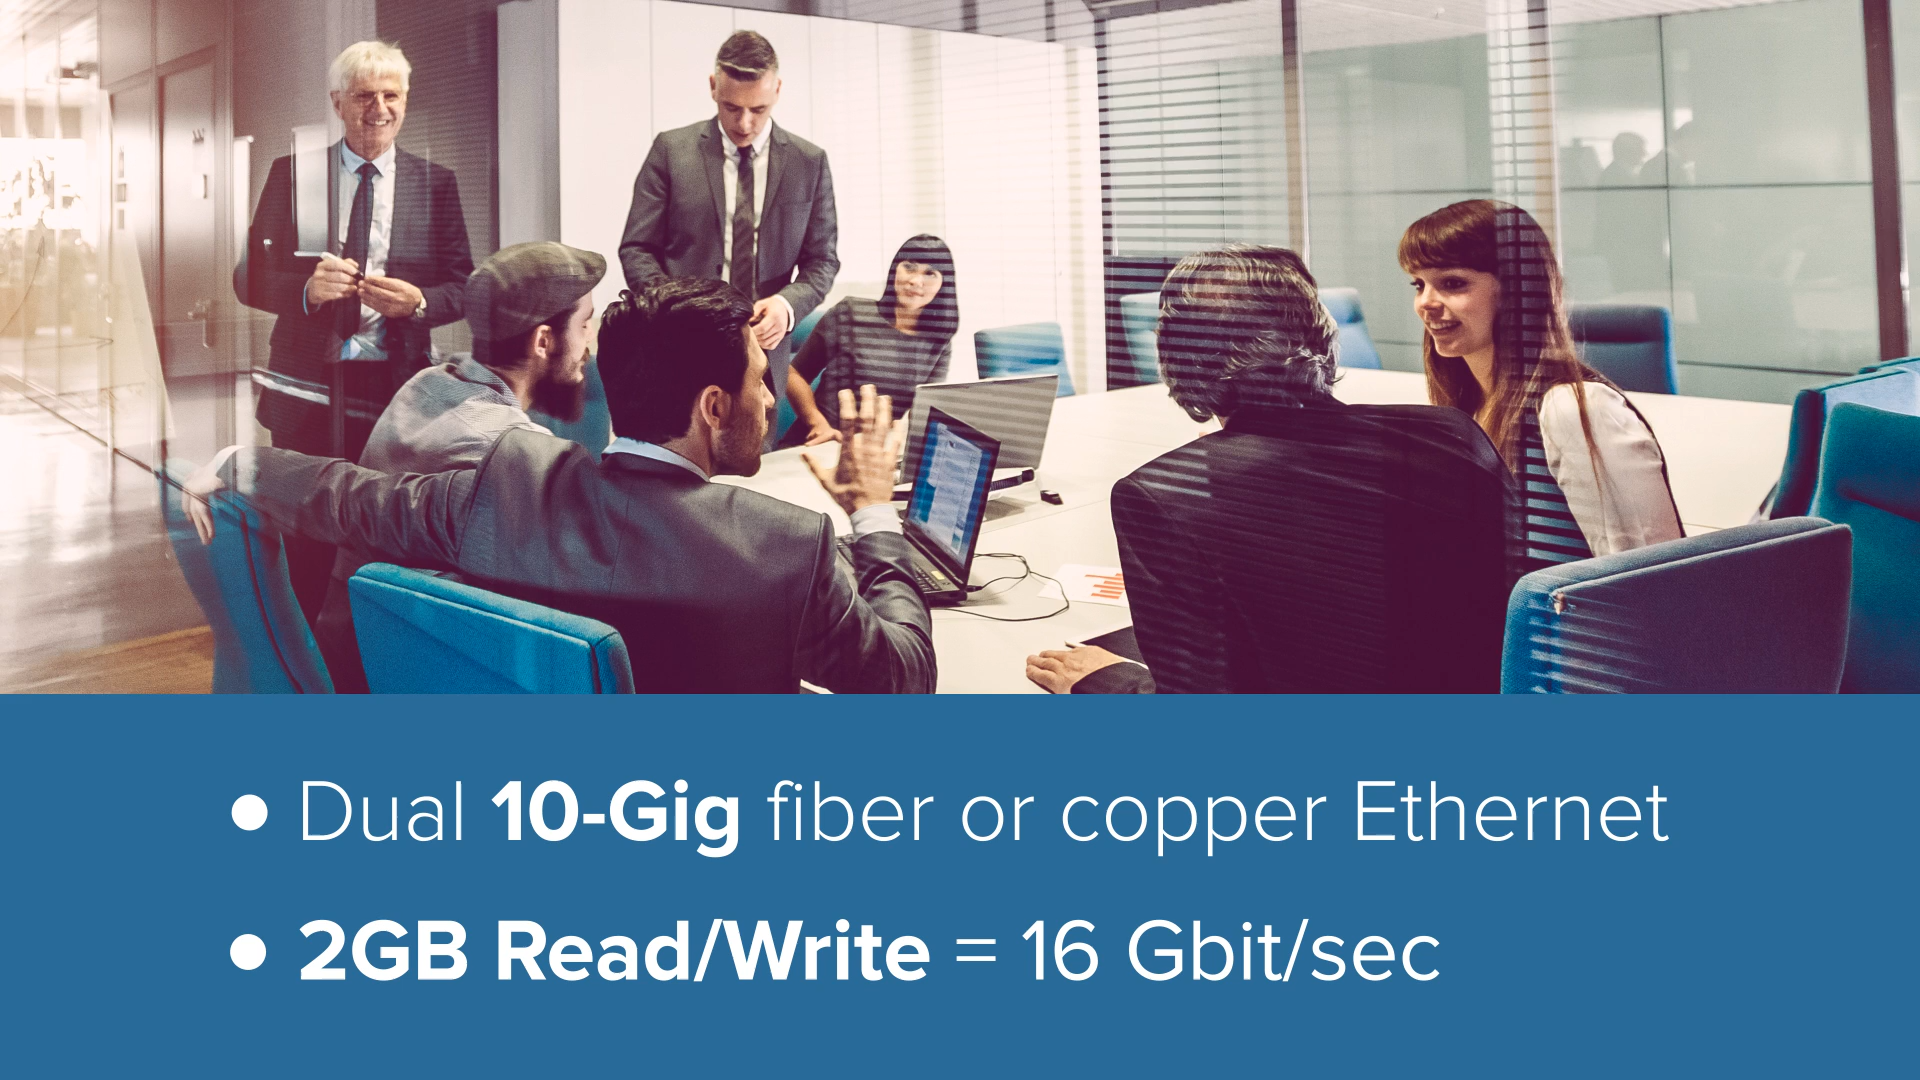 • Dual 10-Gig fiber or copper Ethernet
• 2GB Read/Write = 16 Gbit/sec